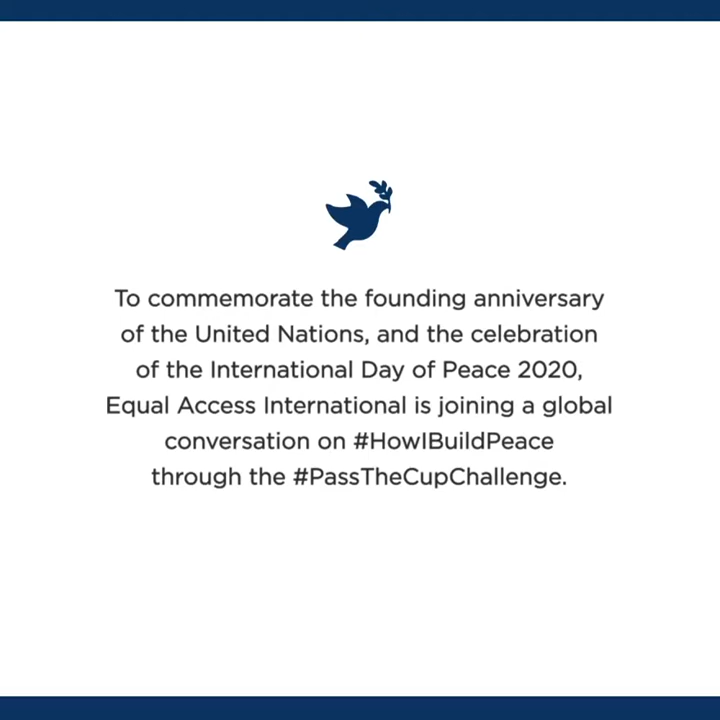 To commemorate the founding anniversary
of the United Nations, and the celebration
of the International Day of Peace 2020,
Equal Access International is joining a global
conversation on #HowIBuildPeace
through the #PassTheCupChallenge.